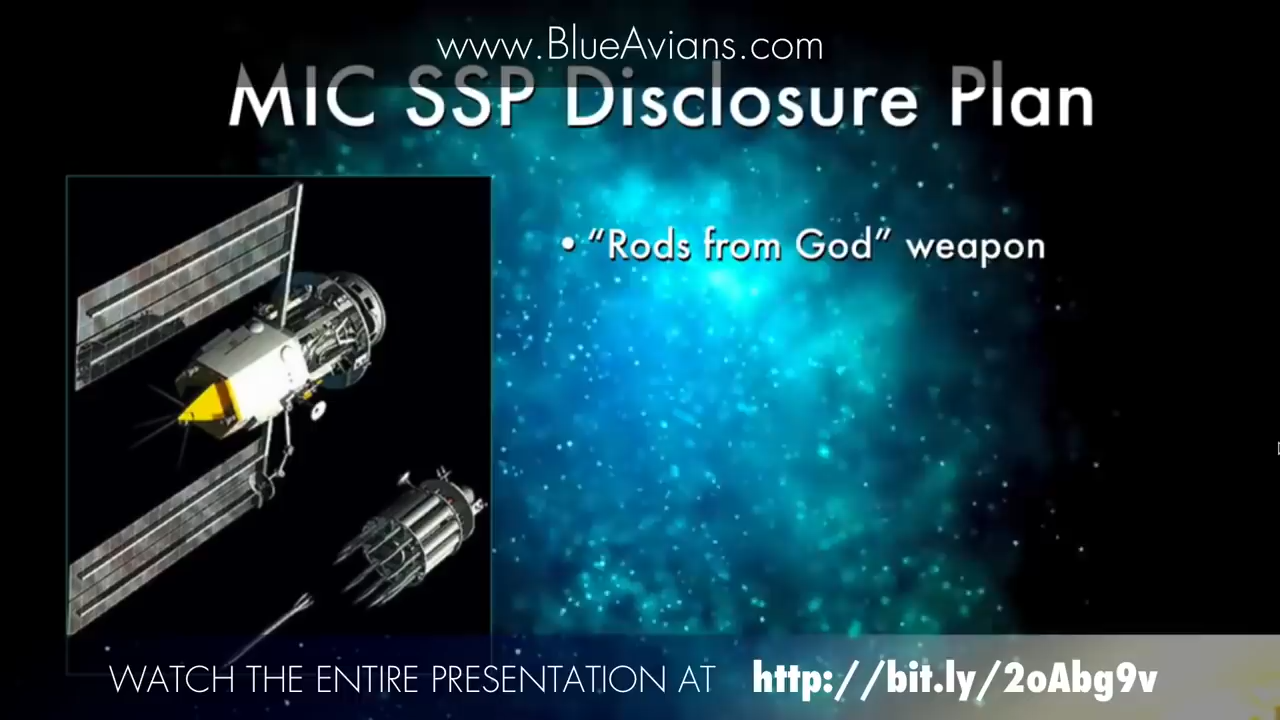 www.BlueAvians.com
MIC SSP Disclosure Plan
• “Rods from God” weapon
WATCH THE ENTIRE PRESENTATION AT http://bit.ly/2oAbg9v